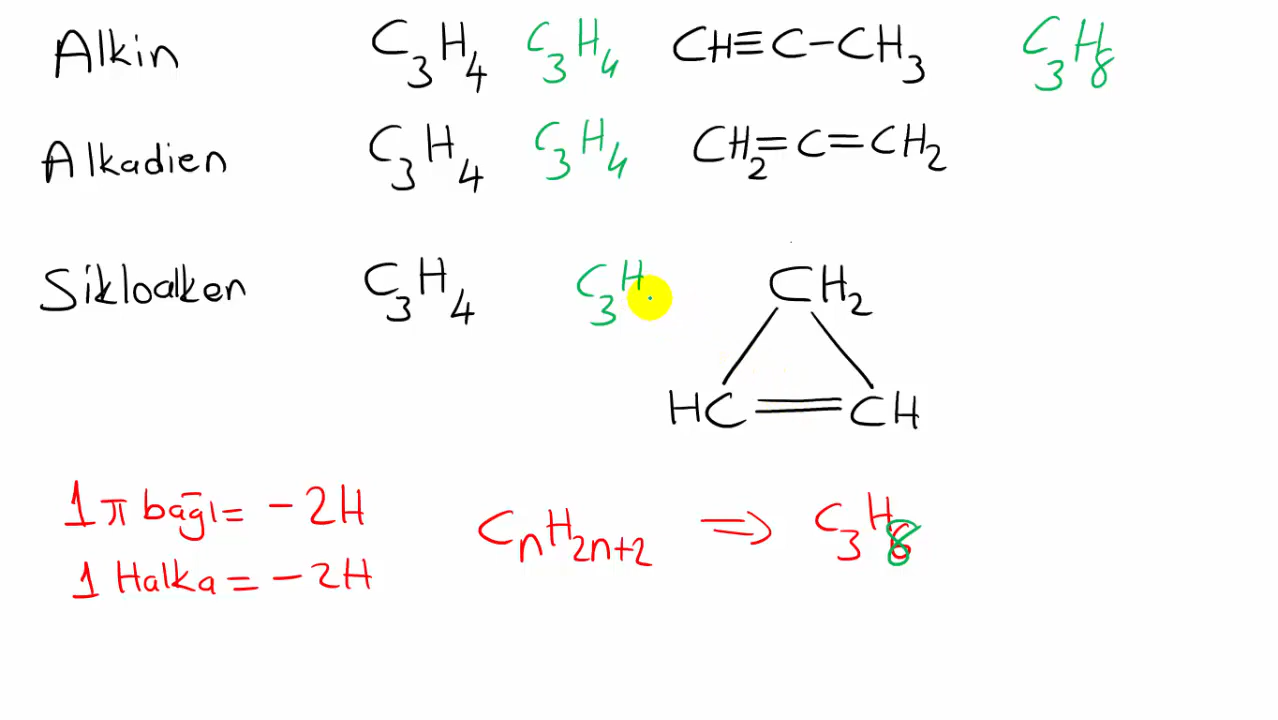 Alkin C₃H₄ C₃H₄ CH≡C−CH₃ C₃H₈
Alkadien C₃H₄ C₃H₄ CH₂=C=CH₂
Sikloalken C₃H₄ C₃H CH₂
HC=CH
1 π bağı = −2H CₙH₂ₙ₊₂ ⇒ C₃H₈
1 Halka = −2H